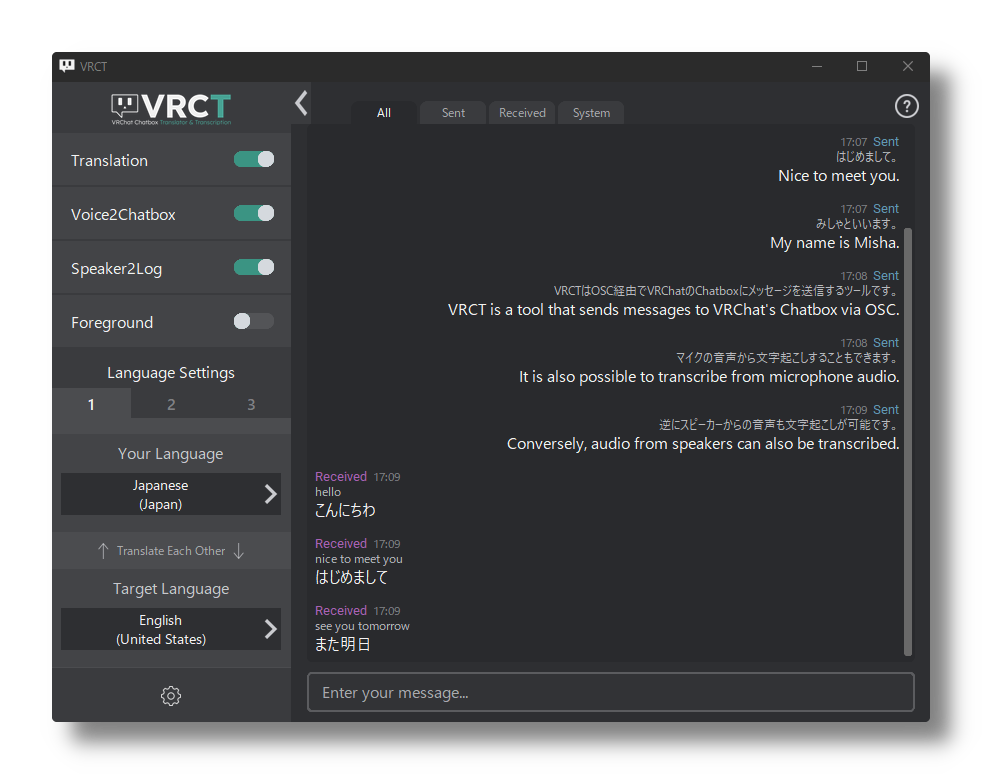 VRCT
VRCT
VRChat Chatbox Translator & Transcription
Translation
Voice2Chatbox
Speaker2Log
Foreground
Language Settings
1 2 3
Your Language
Japanese
(Japan)
↑ Translate Each Other ↓
Target Language
English
(United States)
All Sent Received System
?
17:07 Sent
はじめまして。
Nice to meet you.
17:07 Sent
みしゃといいます。
My name is Misha.
17:08 Sent
VRCTはOSC経由でVRChatのChatboxにメッセージを送信するツールです。
VRCT is a tool that sends messages to VRChat's Chatbox via OSC.
17:08 Sent
マイクの音声から文字起こしすることもできます。
It is also possible to transcribe from microphone audio.
17:09 Sent
逆にスピーカーからの音声も文字起こしが可能です。
Conversely, audio from speakers can also be transcribed.
Received 17:09
hello
こんにちわ
Received 17:09
nice to meet you
はじめまして
Received 17:09
see you tomorrow
また明日
Enter your message...